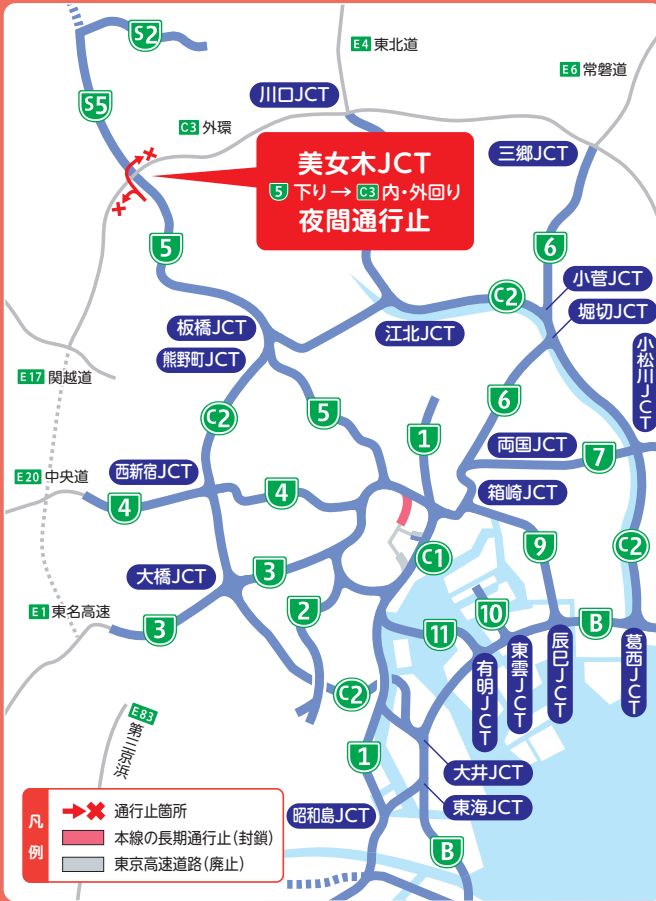 S2
E4 東北道
S5
川口JCT
E6 常磐道
C3 外環
三郷JCT
美女木JCT
5 下り→C3 内・外回り
夜間通行止
5
6
小菅JCT
C2
堀切JCT
板橋JCT
江北JCT
熊野町JCT
小松川JCT
E17 関越道
6
5
C2
1
両国JCT
7
西新宿JCT
E20 中央道
4
4
箱崎JCT
9
C1
C2
大橋JCT
3
2
10
E1 東名高速
3
11
B
有明JCT
東雲JCT
辰巳JCT
葛西JCT
C2
E83
第三京浜
1
大井JCT
昭和島JCT
東海JCT
B
凡例
通行止箇所
本線の長期通行止(封鎖)
東京高速道路(廃止)